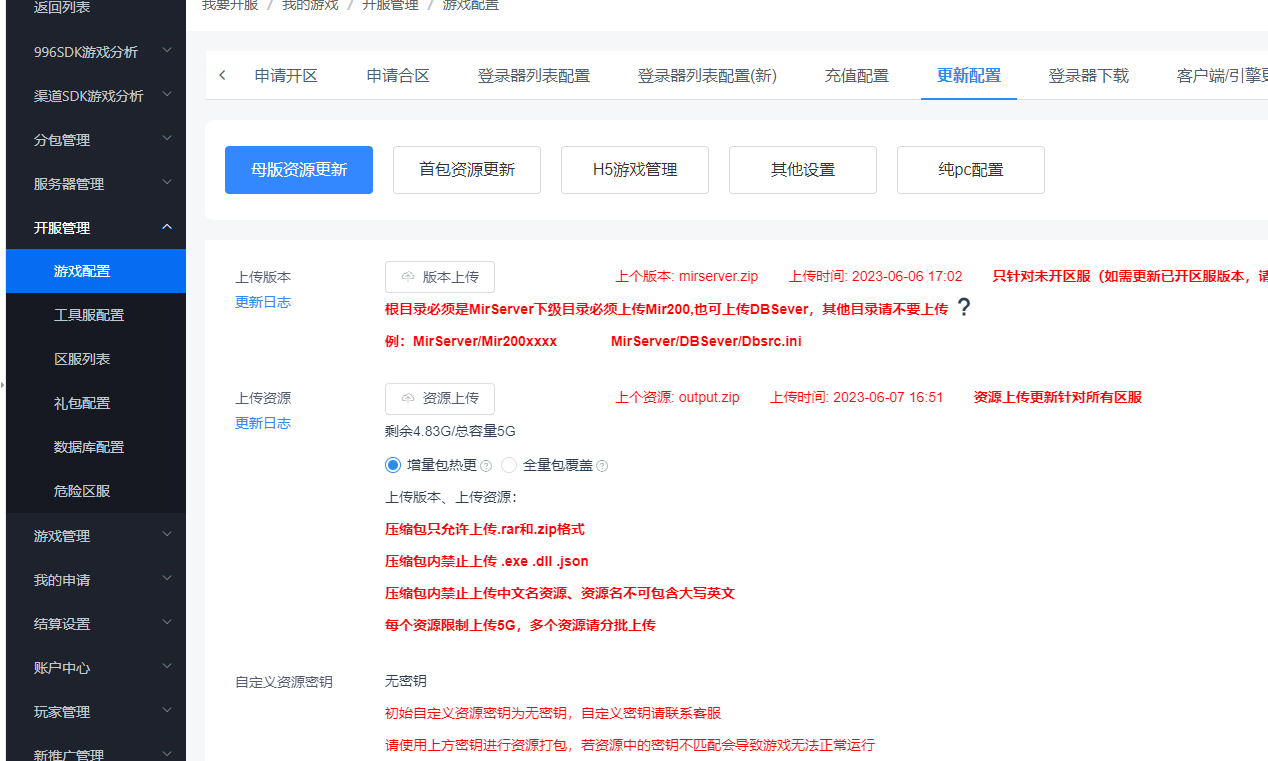 返回列表
996SDK游戏分析
渠道SDK游戏分析
分包管理
服务器管理
开服管理
游戏配置
工具服配置
区服列表
礼包配置
数据库配置
危险区服
游戏管理
我的申请
结算设置
账户中心
玩家管理
新推广管理
我要开服 / 我的游戏 / 开服管理 / 游戏配置
申请开区 申请合区 登录器列表配置 登录器列表配置(新) 充值配置 更新配置 登录器下载 客户端/引擎更
母版资源更新 首包资源更新 H5游戏管理 其他设置 纯pc配置
上传版本 版本上传 上个版本: mirserver.zip 上传时间: 2023-06-06 17:02 只针对未开区服（如需更新已开区服版本，请
更新日志
根目录必须是MirServer下级目录必须上传Mir200,也可上传DBSever，其他目录请不要上传 ?
例：MirServer/Mir200xxxx MirServer/DBSever/Dbsrc.ini
上传资源 资源上传 上个资源: output.zip 上传时间: 2023-06-07 16:51 资源上传更新针对所有区服
更新日志
剩余4.83G/总容量5G
增量包热更 ? 全量包覆盖 ?
上传版本、上传资源：
压缩包只允许上传.rar和.zip格式
压缩包内禁止上传 .exe .dll .json
压缩包内禁止上传中文名资源、资源名不可包含大写英文
每个资源限制上传5G，多个资源请分批上传
自定义资源密钥 无密钥
初始自定义资源密钥为无密钥，自定义密钥请联系客服
请使用上方密钥进行资源打包，若资源中的密钥不匹配会导致游戏无法正常运行